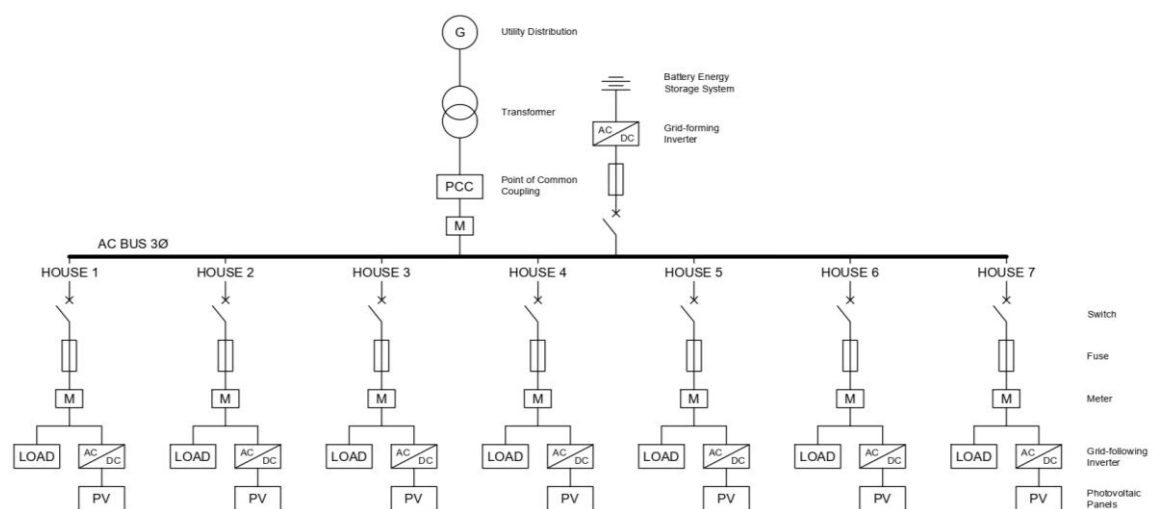 G
Utility Distribution
Battery Energy
Storage System
Transformer
AC
DC
Grid-forming
Inverter
PCC
Point of Common
Coupling
M
AC BUS 3Ø
HOUSE 1 HOUSE 2 HOUSE 3 HOUSE 4 HOUSE 5 HOUSE 6 HOUSE 7
Switch
Fuse
M M M M M M M Meter
LOAD AC DC LOAD AC DC LOAD AC DC LOAD AC DC LOAD AC DC LOAD AC DC LOAD AC DC
Grid-following
Inverter
PV PV PV PV PV PV PV
Photovoltaic
Panels